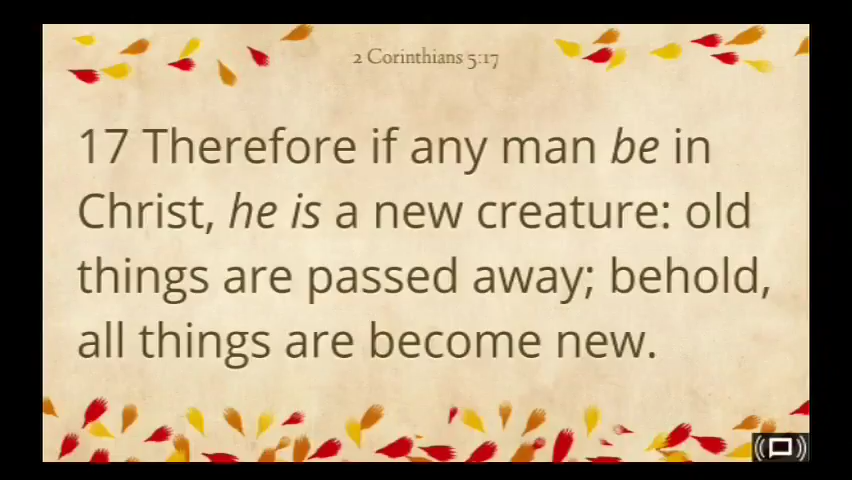 2 Corinthians 5:17
17 Therefore if any man be in
Christ, he is a new creature: old
things are passed away; behold,
all things are become new.